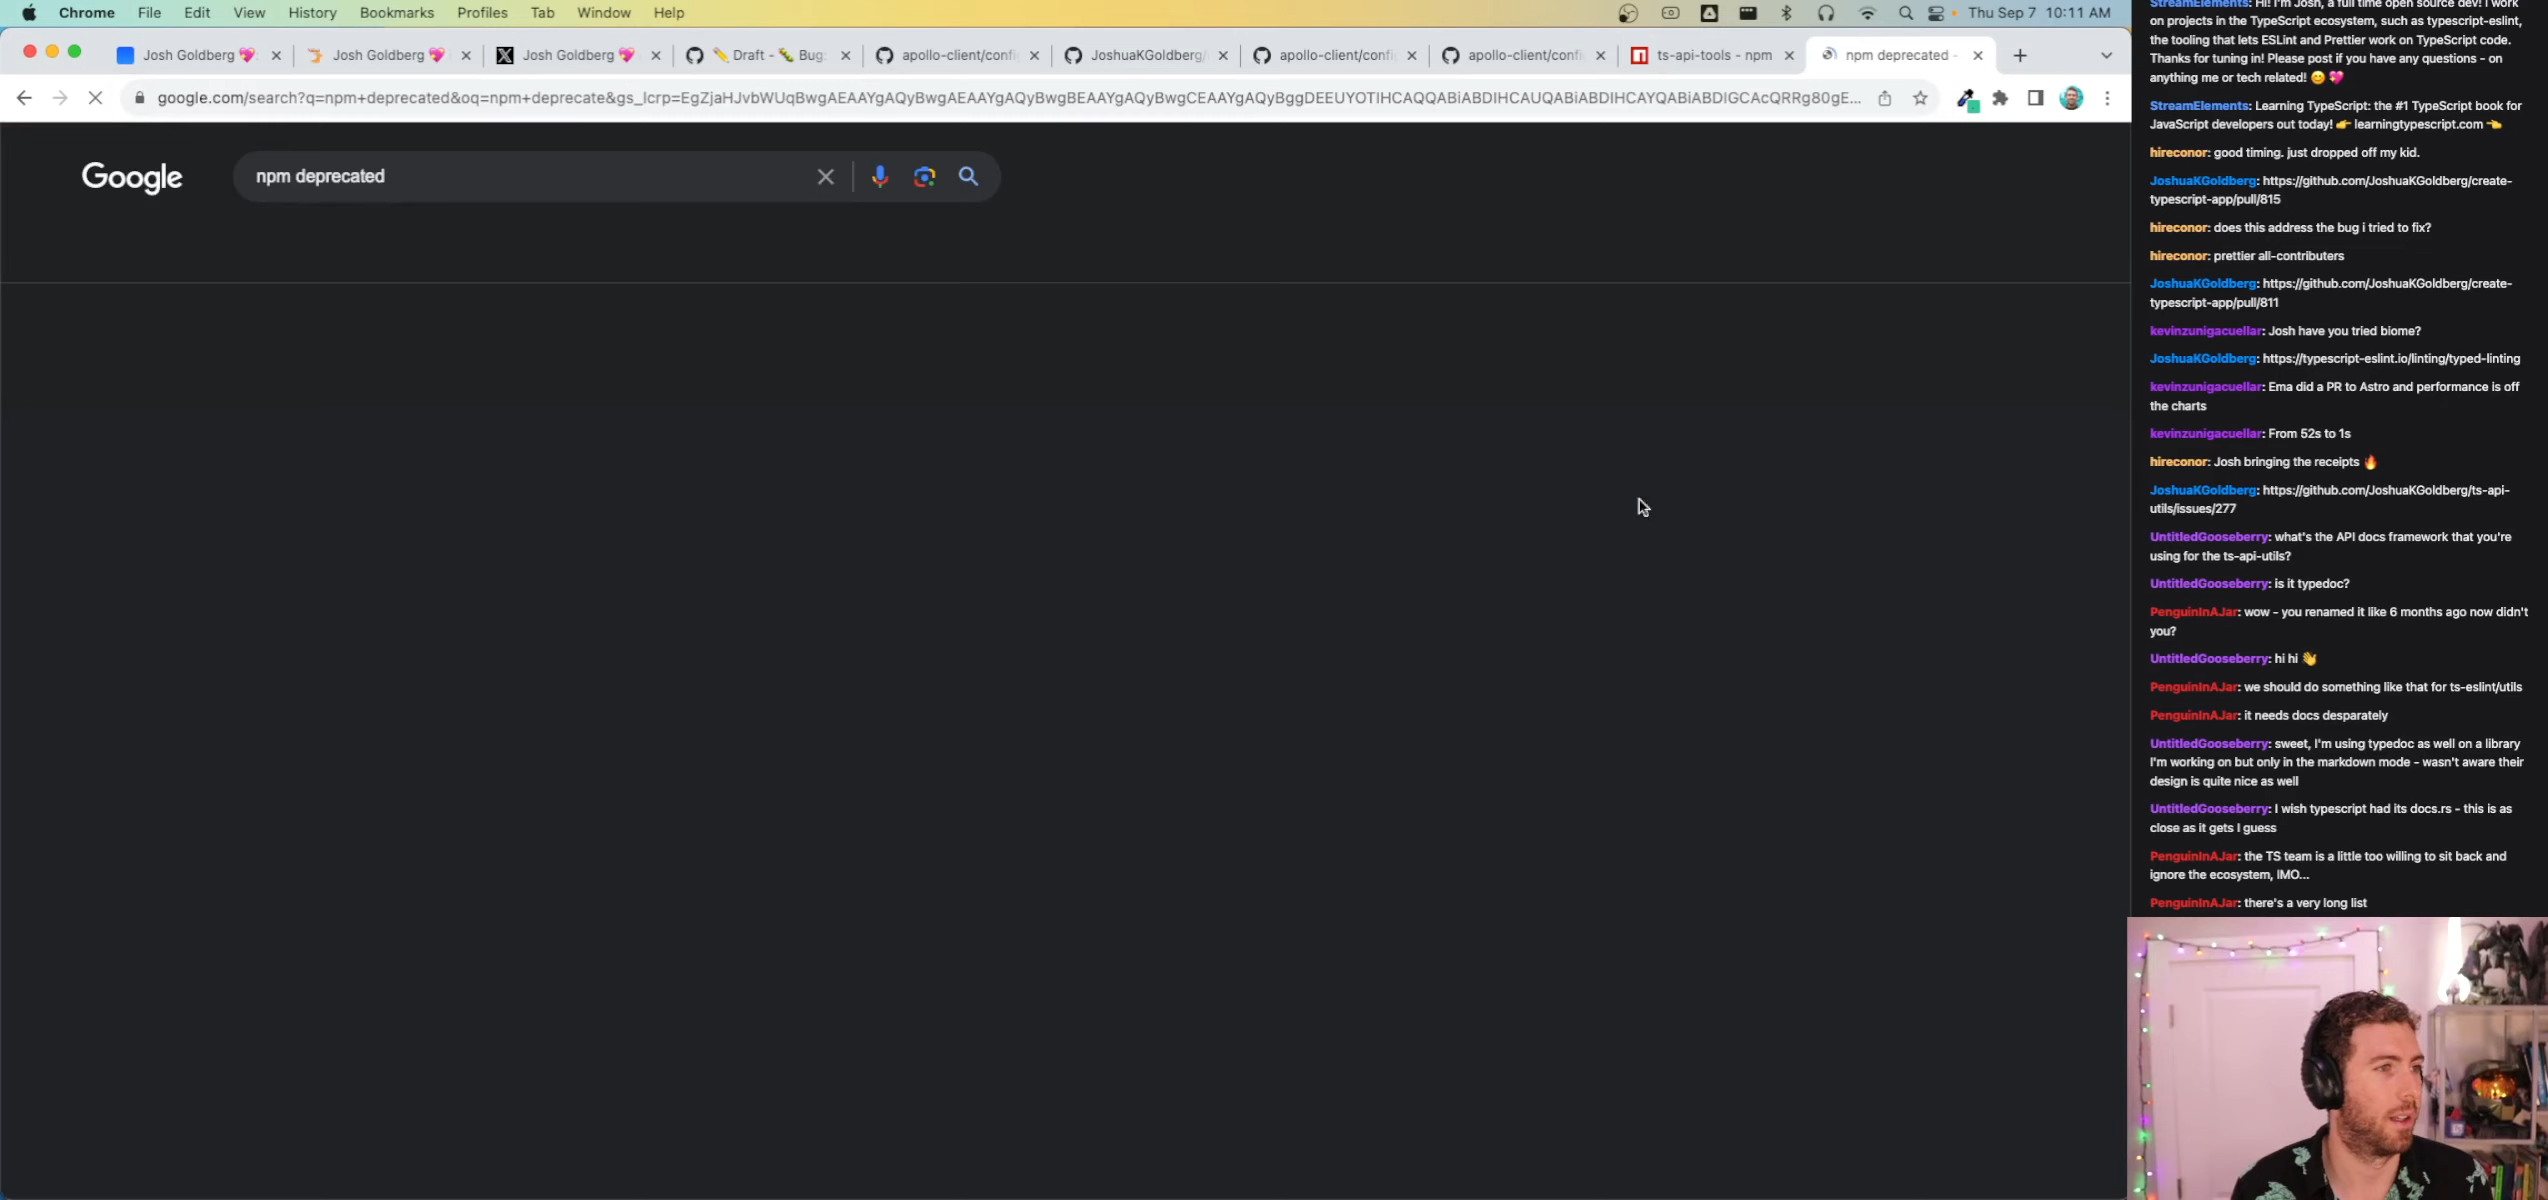 Chrome File Edit View History Bookmarks Profiles Tab Window Help Thu Sep 7 10:11 AM
Josh Goldberg 💖 Josh Goldberg 💖 Josh Goldberg 💖 ✏️ Draft - 🐛 Bug: apollo-client/confi JoshuaKGoldberg/ apollo-client/confi apollo-client/confi ts-api-tools - npm npm deprecated -
google.com/search?q=npm+deprecated&oq=npm+deprecate&gs_lcrp=EgZjaHJvbWUqBwgAEAAYgAQyBwgAEAAYgAQyBwgBEAAYgAQyBwgCEAAYgAQyBggDEEUYOTIHCAQQABiABDIHCAUQABiABDIHCAYQABiABDIGCAcQRRg80gE...
Google npm deprecated
StreamElements: Hi! I'm Josh, a full time open source dev! I work
on projects in the TypeScript ecosystem, such as typescript-eslint,
the tooling that lets ESLint and Prettier work on TypeScript code.
Thanks for tuning in! Please post if you have any questions - on
anything me or tech related! 😊 💖
StreamElements: Learning TypeScript: the #1 TypeScript book for
JavaScript developers out today! 👉 learningtypescript.com 👈
hireconor: good timing. just dropped off my kid.
JoshuaKGoldberg: https://github.com/JoshuaKGoldberg/create-
typescript-app/pull/815
hireconor: does this address the bug i tried to fix?
hireconor: prettier all-contributers
JoshuaKGoldberg: https://github.com/JoshuaKGoldberg/create-
typescript-app/pull/811
kevinzunigacuellar: Josh have you tried biome?
JoshuaKGoldberg: https://typescript-eslint.io/linting/typed-linting
kevinzunigacuellar: Ema did a PR to Astro and performance is off
the charts
kevinzunigacuellar: From 52s to 1s
hireconor: Josh bringing the receipts 🔥
JoshuaKGoldberg: https://github.com/JoshuaKGoldberg/ts-api-
utils/issues/277
UntitledGooseberry: what's the API docs framework that you're
using for the ts-api-utils?
UntitledGooseberry: is it typedoc?
PenguinInAJar: wow - you renamed it like 6 months ago now didn't
you?
UntitledGooseberry: hi hi 👋
PenguinInAJar: we should do something like that for ts-eslint/utils
PenguinInAJar: it needs docs desparately
UntitledGooseberry: sweet, I'm using typedoc as well on a library
I'm working on but only in the markdown mode - wasn't aware their
design is quite nice as well
UntitledGooseberry: I wish typescript had its docs.rs - this is as
close as it gets I guess
PenguinInAJar: the TS team is a little too willing to sit back and
ignore the ecosystem, IMO...
PenguinInAJar: there's a very long list